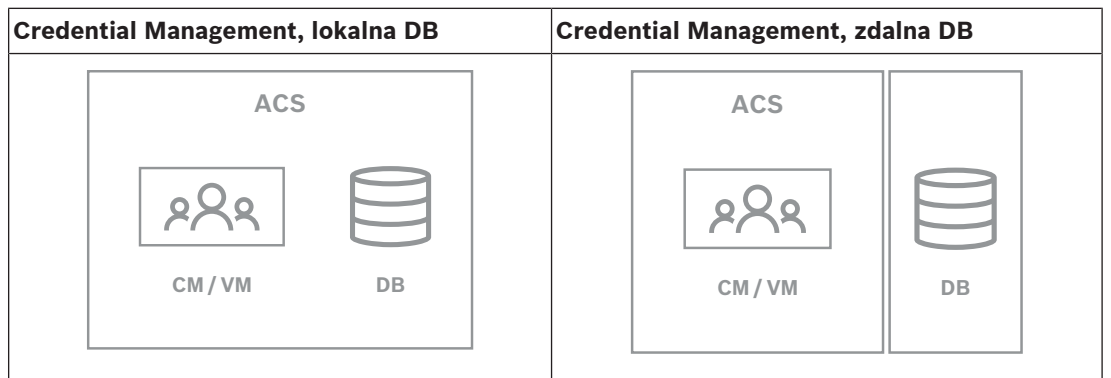 Credential Management, lokalna DB
Credential Management, zdalna DB
ACS
CM / VM
DB
ACS
CM / VM
DB